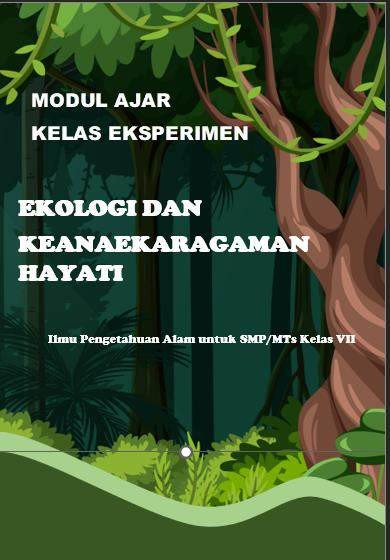 MODUL AJAR
KELAS EKSPERIMEN
EKOLOGI DAN
KEANAEKARAGAMAN
HAYATI
Ilmu Pengetahuan Alam untuk SMP/MTs Kelas VII